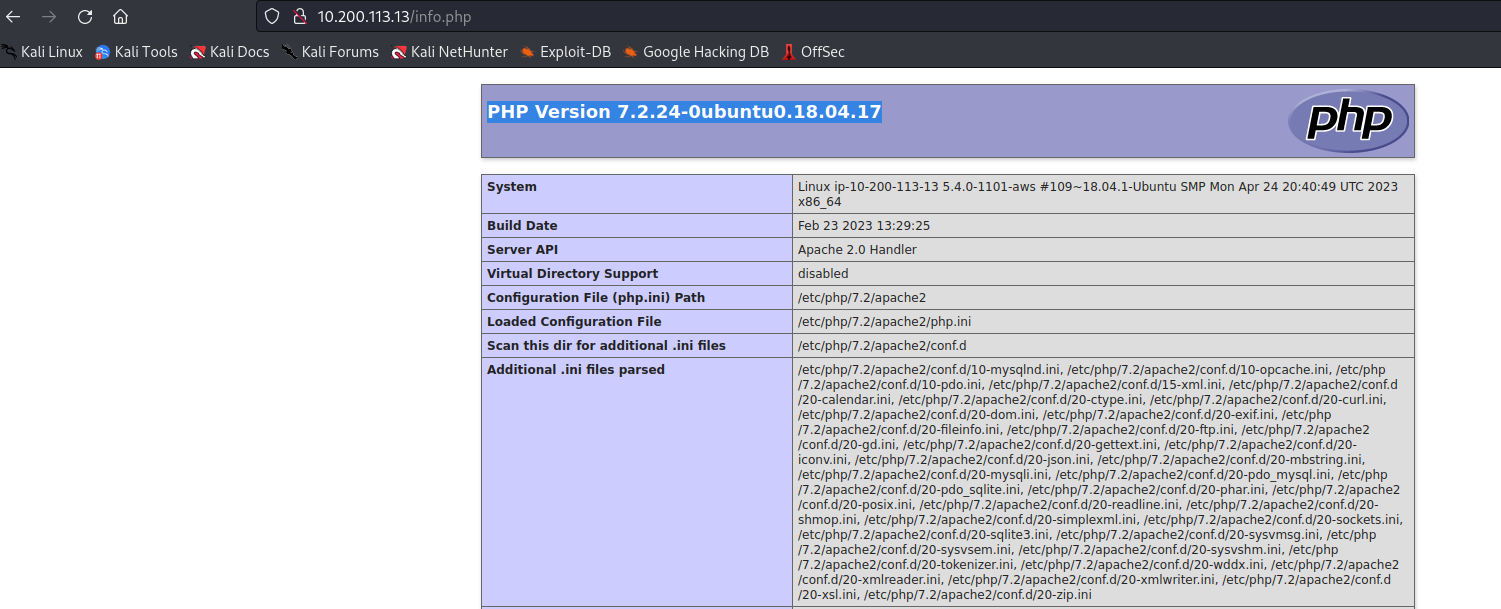 10.200.113.13/info.php
Kali Linux Kali Tools Kali Docs Kali Forums Kali NetHunter Exploit-DB Google Hacking DB OffSec
PHP Version 7.2.24-0ubuntu0.18.04.17
php
System
Linux ip-10-200-113-13 5.4.0-1101-aws #109~18.04.1-Ubuntu SMP Mon Apr 24 20:40:49 UTC 2023
x86_64
Build Date Feb 23 2023 13:29:25
Server API Apache 2.0 Handler
Virtual Directory Support disabled
Configuration File (php.ini) Path /etc/php/7.2/apache2
Loaded Configuration File /etc/php/7.2/apache2/php.ini
Scan this dir for additional .ini files /etc/php/7.2/apache2/conf.d
Additional .ini files parsed
/etc/php/7.2/apache2/conf.d/10-mysqlnd.ini, /etc/php/7.2/apache2/conf.d/10-opcache.ini, /etc/php
/7.2/apache2/conf.d/10-pdo.ini, /etc/php/7.2/apache2/conf.d/15-xml.ini, /etc/php/7.2/apache2/conf.d
/20-calendar.ini, /etc/php/7.2/apache2/conf.d/20-ctype.ini, /etc/php/7.2/apache2/conf.d/20-curl.ini,
/etc/php/7.2/apache2/conf.d/20-dom.ini, /etc/php/7.2/apache2/conf.d/20-exif.ini, /etc/php
/7.2/apache2/conf.d/20-fileinfo.ini, /etc/php/7.2/apache2/conf.d/20-ftp.ini, /etc/php/7.2/apache2
/conf.d/20-gd.ini, /etc/php/7.2/apache2/conf.d/20-gettext.ini, /etc/php/7.2/apache2/conf.d/20-
iconv.ini, /etc/php/7.2/apache2/conf.d/20-json.ini, /etc/php/7.2/apache2/conf.d/20-mbstring.ini,
/etc/php/7.2/apache2/conf.d/20-mysqli.ini, /etc/php/7.2/apache2/conf.d/20-pdo_mysql.ini, /etc/php
/7.2/apache2/conf.d/20-pdo_sqlite.ini, /etc/php/7.2/apache2/conf.d/20-phar.ini, /etc/php/7.2/apache2
/conf.d/20-posix.ini, /etc/php/7.2/apache2/conf.d/20-readline.ini, /etc/php/7.2/apache2/conf.d/20-
shmop.ini, /etc/php/7.2/apache2/conf.d/20-simplexml.ini, /etc/php/7.2/apache2/conf.d/20-sockets.ini,
/etc/php/7.2/apache2/conf.d/20-sqlite3.ini, /etc/php/7.2/apache2/conf.d/20-sysvmsg.ini, /etc/php
/7.2/apache2/conf.d/20-sysvsem.ini, /etc/php/7.2/apache2/conf.d/20-sysvshm.ini, /etc/php
/7.2/apache2/conf.d/20-tokenizer.ini, /etc/php/7.2/apache2/conf.d/20-wddx.ini, /etc/php/7.2/apache2
/conf.d/20-xmlreader.ini, /etc/php/7.2/apache2/conf.d/20-xmlwriter.ini, /etc/php/7.2/apache2/conf.d
/20-xsl.ini, /etc/php/7.2/apache2/conf.d/20-zip.ini